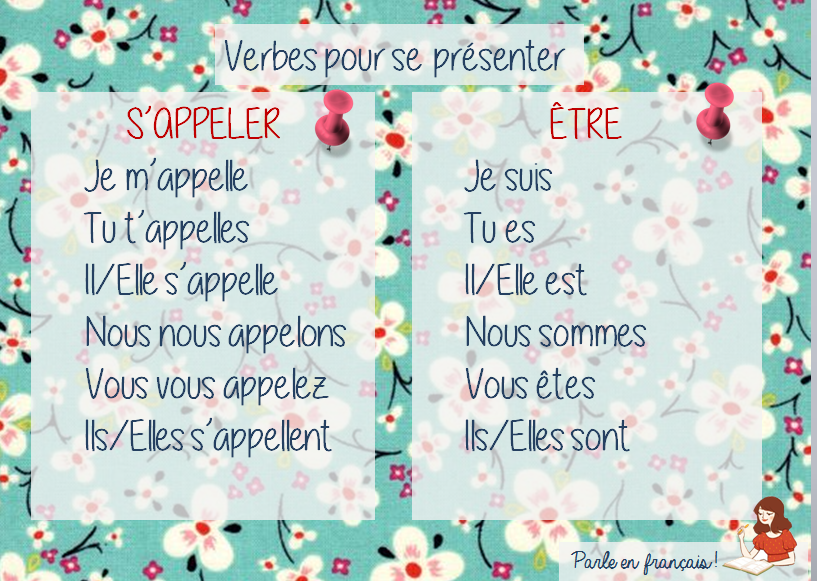 Verbes pour se présenter
S'APPELER
Je m'appelle
Tu t'appelles
Il/Elle s'appelle
Nous nous appelons
Vous vous appelez
Ils/Elles s'appellent
ÊTRE
Je suis
Tu es
Il/Elle est
Nous sommes
Vous êtes
Ils/Elles sont
Parle en français!